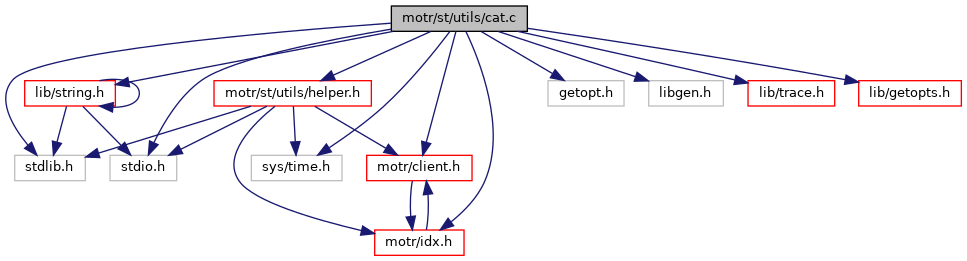 motr/st/utils/cat.c
lib/string.h
motr/st/utils/helper.h
getopt.h
libgen.h
lib/trace.h
lib/getopts.h
stdlib.h
stdio.h
sys/time.h
motr/client.h
motr/idx.h